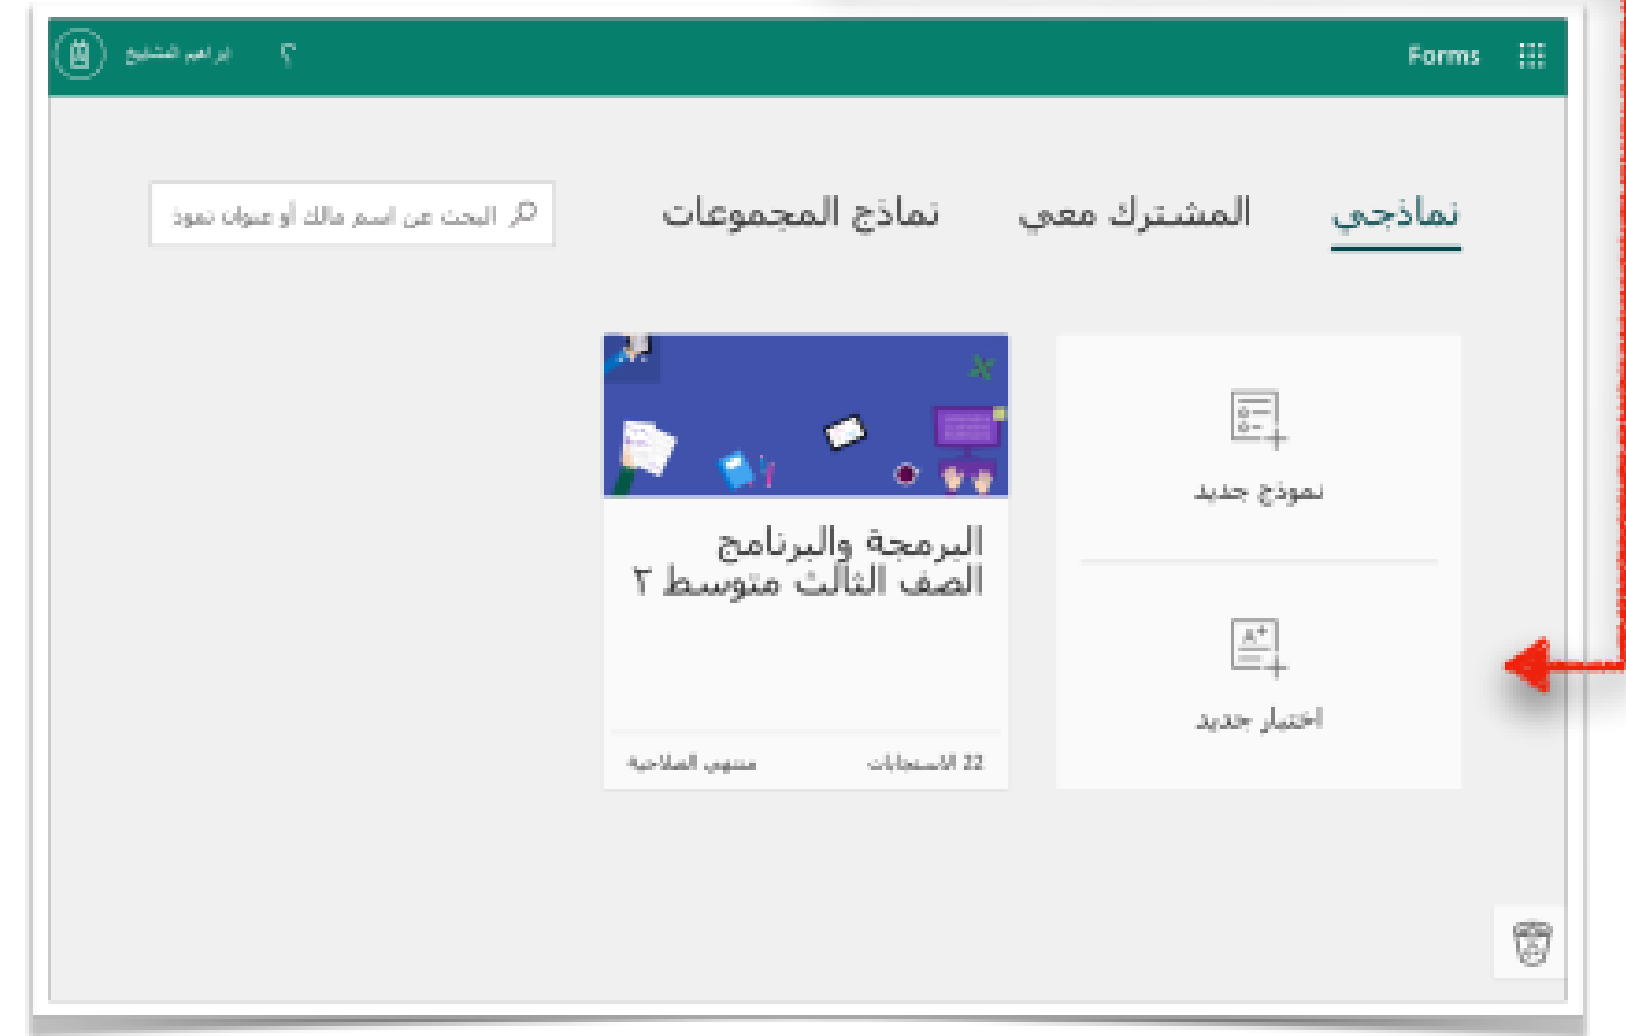 Forms
؟
نماذجي
المشترك معي
نماذج المجموعات
البحث عن اسم مالك أو عنوان نموذ
نموذج جديد
اختبار جديد
البرمجة والبرنامج
الصف الثالث متوسط ٢
22 الاستجابات
منتهي الصلاحية